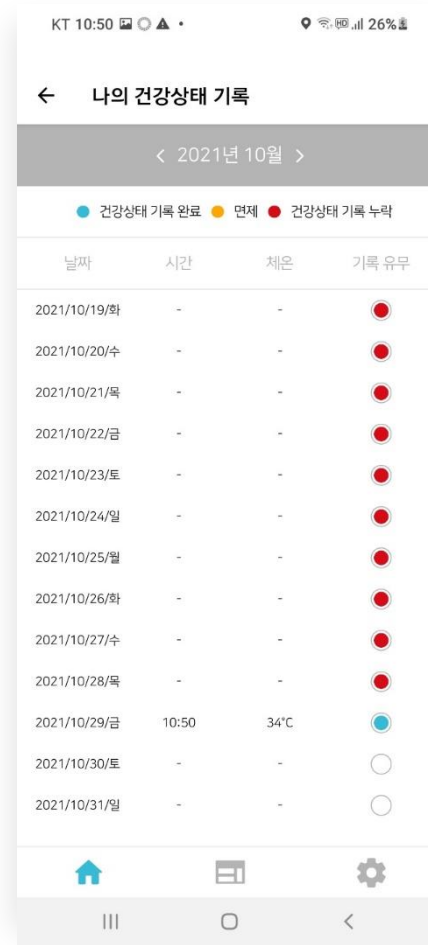 KT 10:50 26%
나의 건강상태 기록
< 2021년 10월 >
건강상태 기록 완료 면제 건강상태 기록 누락
날짜 시간 체온 기록 유무
2021/10/19/화 - -
2021/10/20/수 - -
2021/10/21/목 - -
2021/10/22/금 - -
2021/10/23/토 - -
2021/10/24/일 - -
2021/10/25/월 - -
2021/10/26/화 - -
2021/10/27/수 - -
2021/10/28/목 - -
2021/10/29/금 10:50 34°C
2021/10/30/토 - -
2021/10/31/일 - -